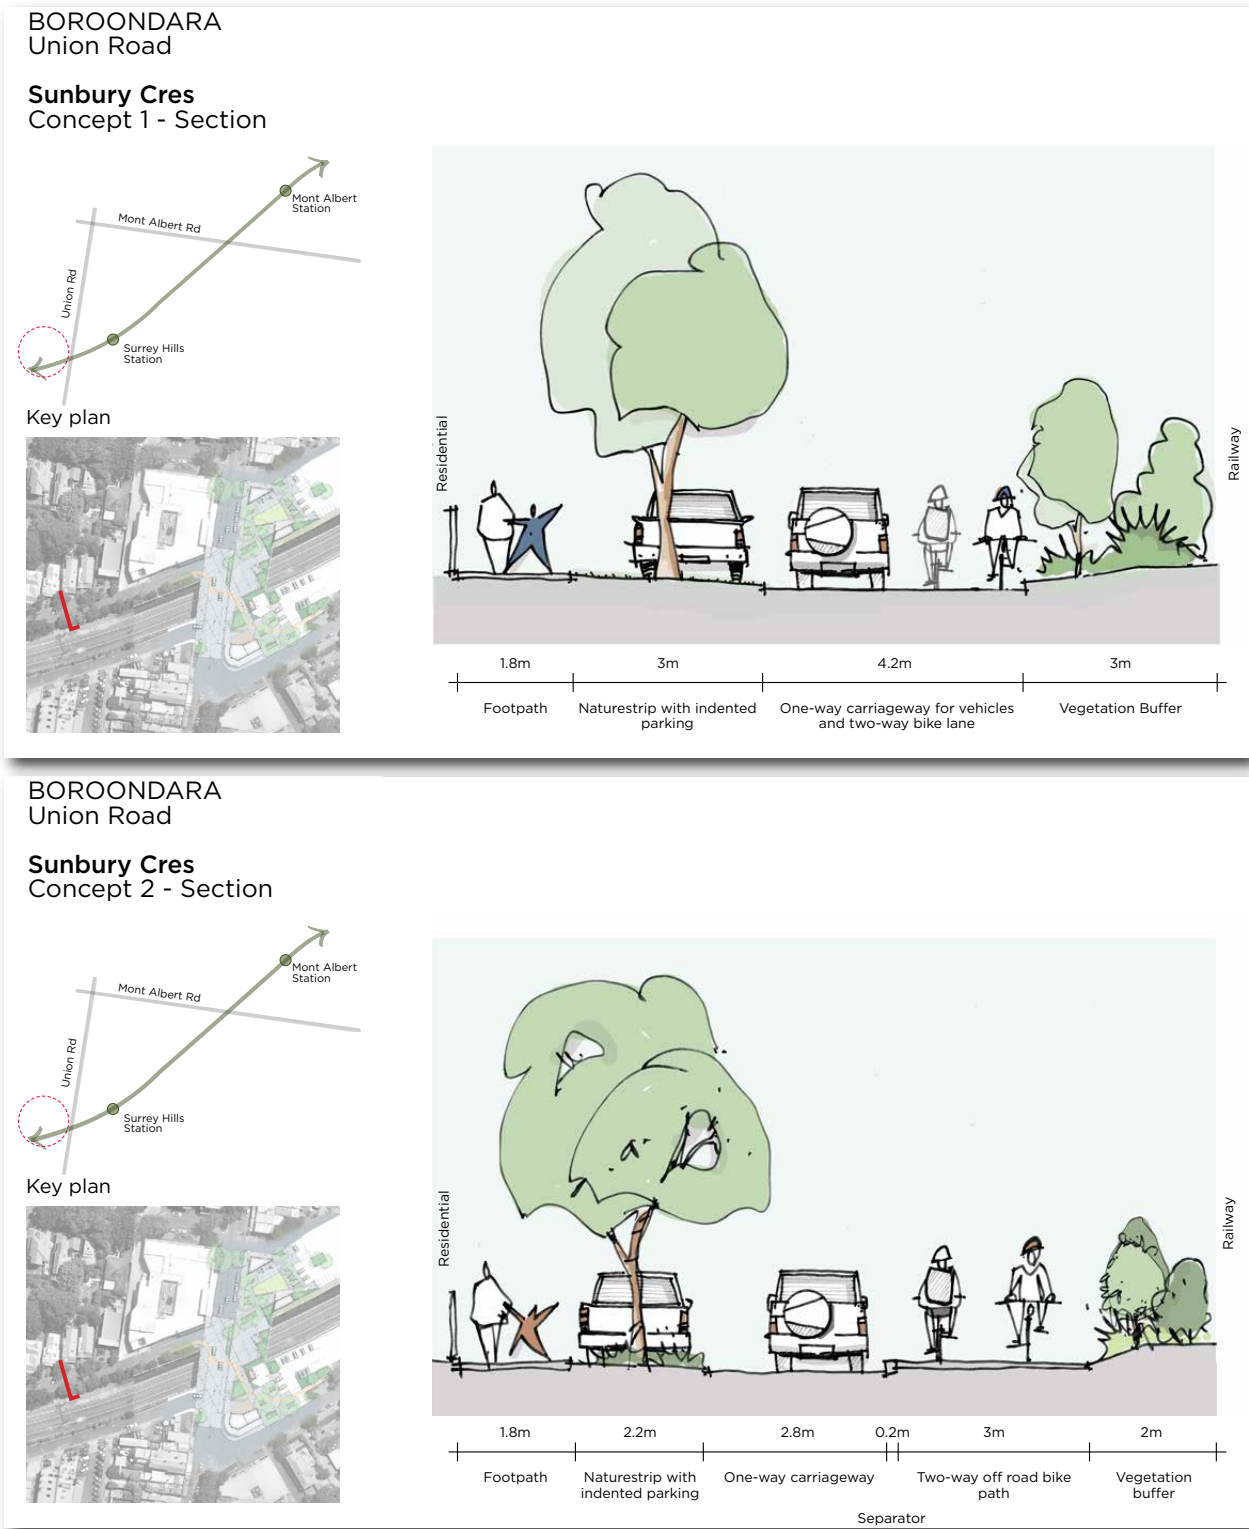 BOROONDARA
Union Road
Sunbury Cres
Concept 1 - Section
Mont Albert
Station
Mont Albert Rd
Union Rd
Surrey Hills
Station
Key plan
Residential
Railway
1.8m
3m
4.2m
3m
Footpath
Naturestrip with indented
parking
One-way carriageway for vehicles
and two-way bike lane
Vegetation Buffer
BOROONDARA
Union Road
Sunbury Cres
Concept 2 - Section
Mont Albert
Station
Mont Albert Rd
Union Rd
Surrey Hills
Station
Key plan
Residential
Railway
1.8m
2.2m
2.8m
0.2m
3m
2m
Footpath
Naturestrip with
indented parking
One-way carriageway
Two-way off road bike
path
Vegetation
buffer
Separator